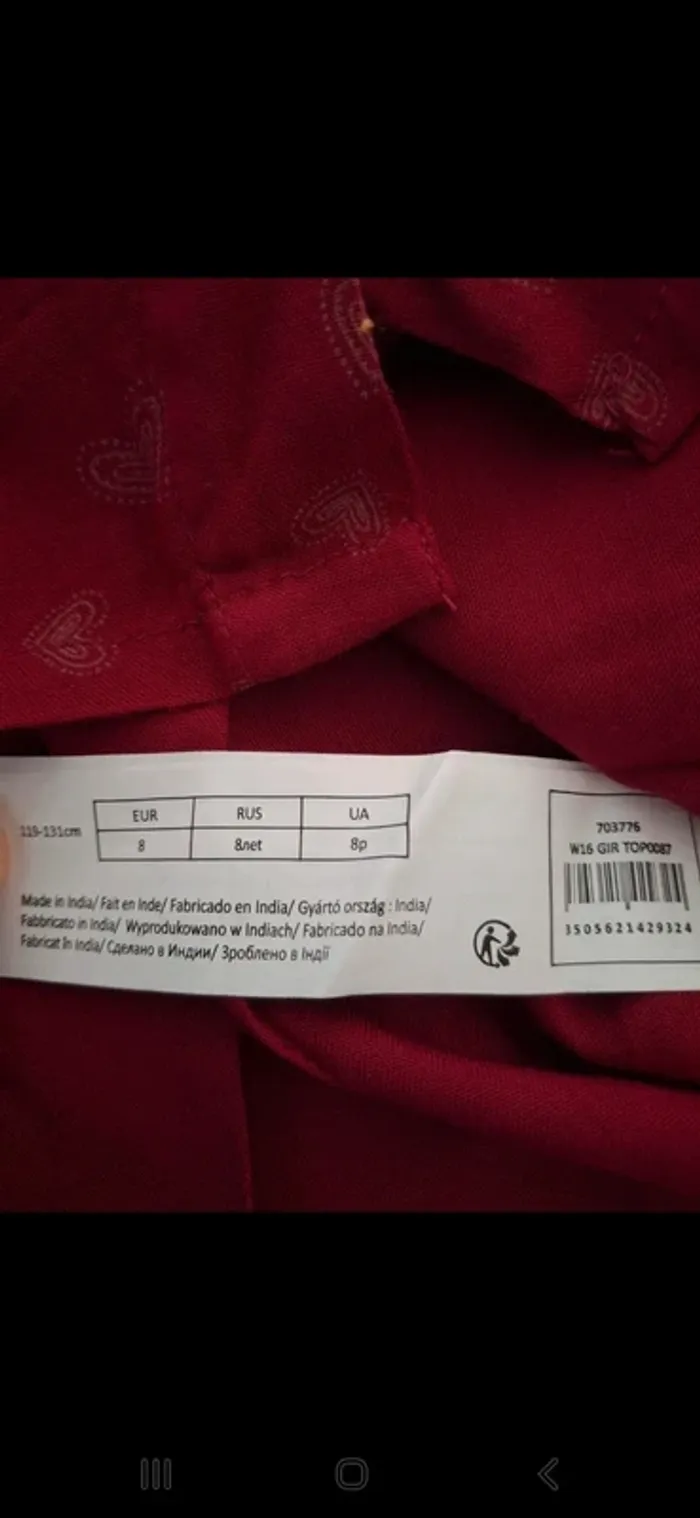 119-131cm
EUR RUS UA
8 8лет 8р
Made in India/ Fait en Inde/ Fabricado en India/ Gyártó ország : India/
Fabbricato in India/ Wyprodukowano w Indiach/ Fabricado na India/
Fabricat în India/ Сделано в Индии/ Зроблено в Індії
703776
W16 GIR TOP0087
3505621429324